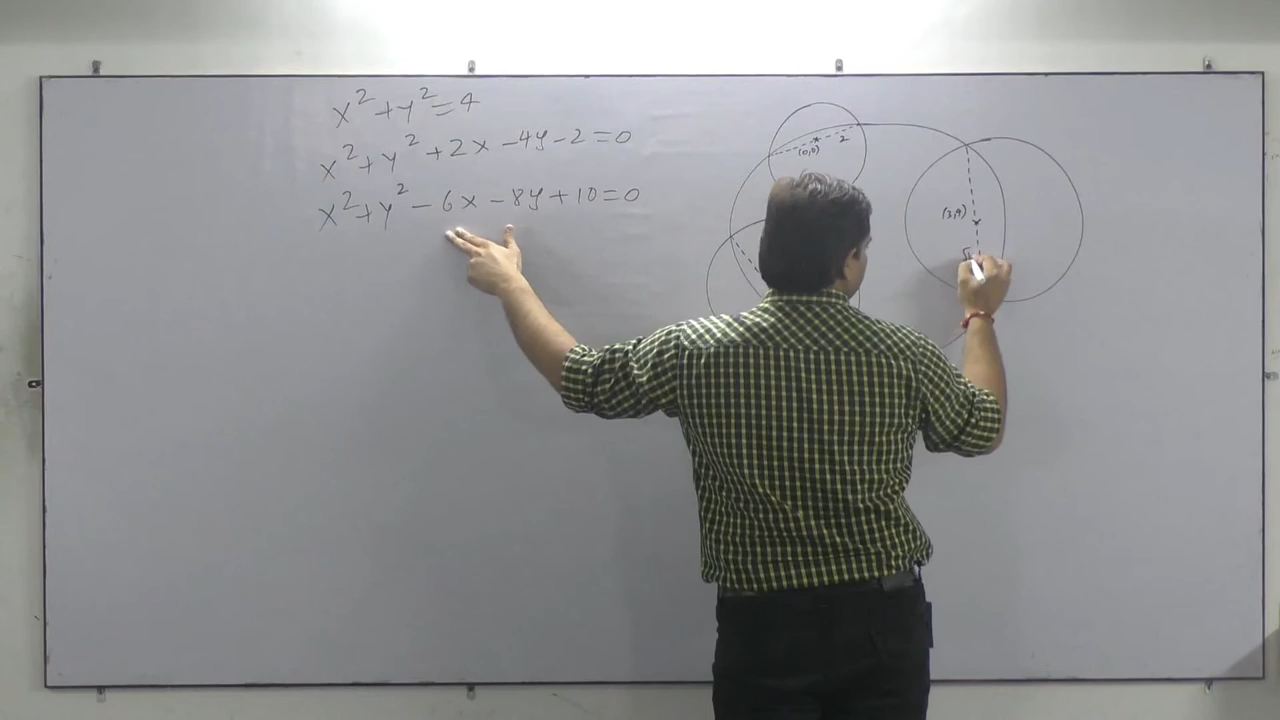 x²+y²=4
x²+y²+2x-4y-2=0
x²+y²-6x-8y+10=0
(0,0)
2
(3,4)